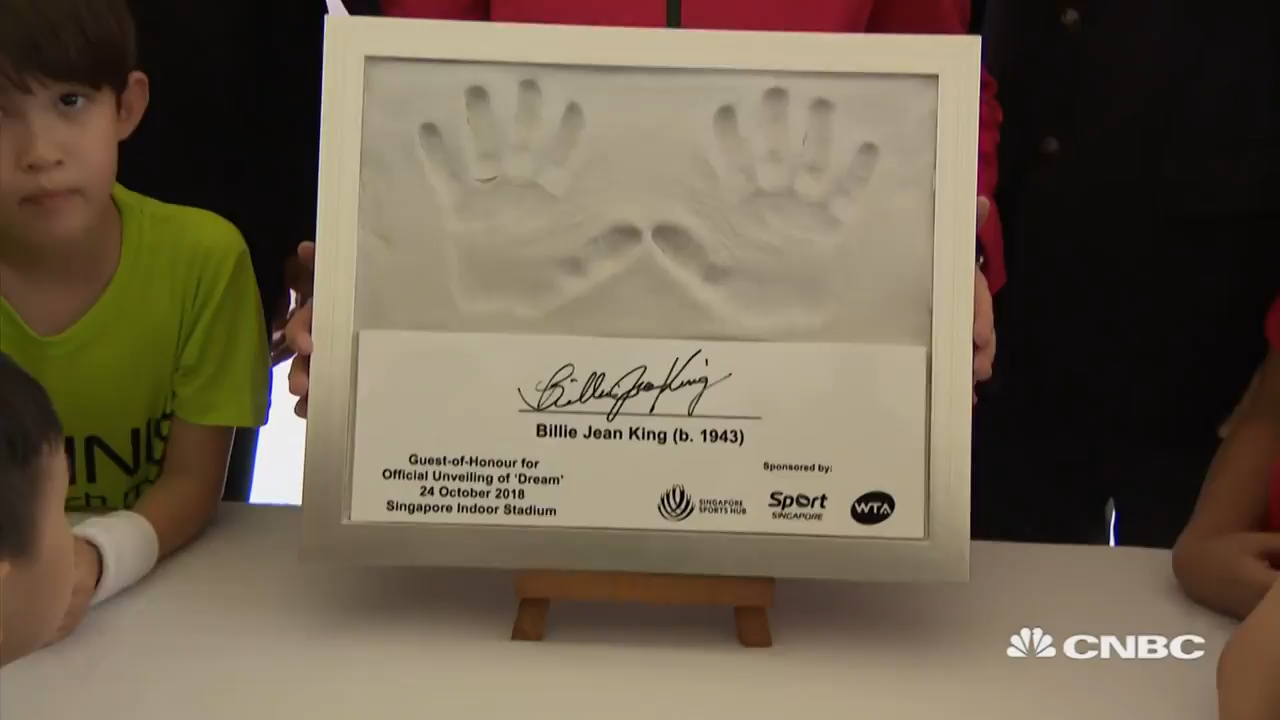 Billie Jean King
Billie Jean King (b. 1943)
Guest-of-Honour for
Official Unveiling of 'Dream'
24 October 2018
Singapore Indoor Stadium
Sponsored by:
SINGAPORE
SPORTS HUB
Sport
SINGAPORE
WTA
CNBC